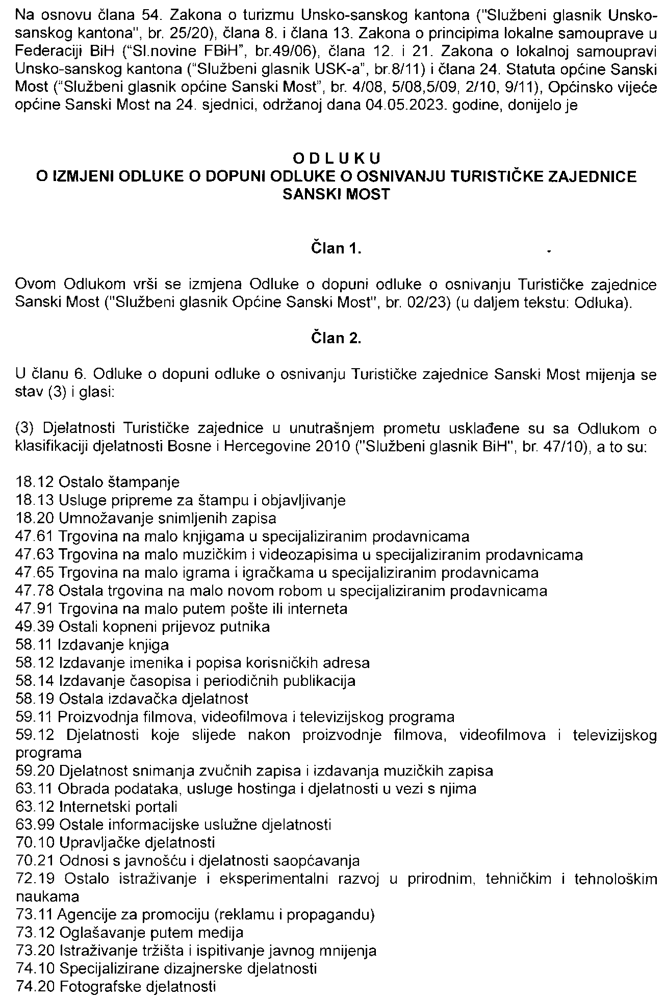 Na osnovu člana 54. Zakona o turizmu Unsko-sanskog kantona ("Službeni glasnik Unsko-
sanskog kantona", br. 25/20), člana 8. i člana 13. Zakona o principima lokalne samouprave u
Federaciji BiH (“Sl.novine FBiH”, br.49/06), člana 12. i 21. Zakona o lokalnoj samoupravi
Unsko-sanskog kantona (“Službeni glasnik USK-a”, br.8/11) i člana 24. Statuta općine Sanski
Most (“Službeni glasnik općine Sanski Most”, br. 4/08, 5/08,5/09, 2/10, 9/11), Općinsko vijeće
općine Sanski Most na 24. sjednici, održanoj dana 04.05.2023. godine, donijelo je
O D L U K U
O IZMJENI ODLUKE O DOPUNI ODLUKE O OSNIVANJU TURISTIČKE ZAJEDNICE
SANSKI MOST
Član 1.
Ovom Odlukom vrši se izmjena Odluke o dopuni odluke o osnivanju Turističke zajednice
Sanski Most ("Službeni glasnik Općine Sanski Most", br. 02/23) (u daljem tekstu: Odluka).
Član 2.
U članu 6. Odluke o dopuni odluke o osnivanju Turističke zajednice Sanski Most mijenja se
stav (3) i glasi:
(3) Djelatnosti Turističke zajednice u unutrašnjem prometu usklađene su sa Odlukom o
klasifikaciji djelatnosti Bosne i Hercegovine 2010 ("Službeni glasnik BiH", br. 47/10), a to su:
18.12 Ostalo štampanje
18.13 Usluge pripreme za štampu i objavljivanje
18.20 Umnožavanje snimljenih zapisa
47.61 Trgovina na malo knjigama u specijaliziranim prodavnicama
47.63 Trgovina na malo muzičkim i videozapisima u specijaliziranim prodavnicama
47.65 Trgovina na malo igrama i igračkama u specijaliziranim prodavnicama
47.78 Ostala trgovina na malo novom robom u specijaliziranim prodavnicama
47.91 Trgovina na malo putem pošte ili interneta
49.39 Ostali kopneni prijevoz putnika
58.11 Izdavanje knjiga
58.12 Izdavanje imenika i popisa korisničkih adresa
58.14 Izdavanje časopisa i periodičnih publikacija
58.19 Ostala izdavačka djelatnost
59.11 Proizvodnja filmova, videofilmova i televizijskog programa
59.12 Djelatnosti koje slijede nakon proizvodnje filmova, videofilmova i televizijskog
programa
59.20 Djelatnost snimanja zvučnih zapisa i izdavanja muzičkih zapisa
63.11 Obrada podataka, usluge hostinga i djelatnosti u vezi s njima
63.12 Internetski portali
63.99 Ostale informacijske uslužne djelatnosti
70.10 Upravljačke djelatnosti
70.21 Odnosi s javnošću i djelatnosti saopćavanja
72.19 Ostalo istraživanje i eksperimentalni razvoj u prirodnim, tehničkim i tehnološkim
naukama
73.11 Agencije za promociju (reklamu i propagandu)
73.12 Oglašavanje putem medija
73.20 Istraživanje tržišta i ispitivanje javnog mnijenja
74.10 Specijalizirane dizajnerske djelatnosti
74.20 Fotografske djelatnosti